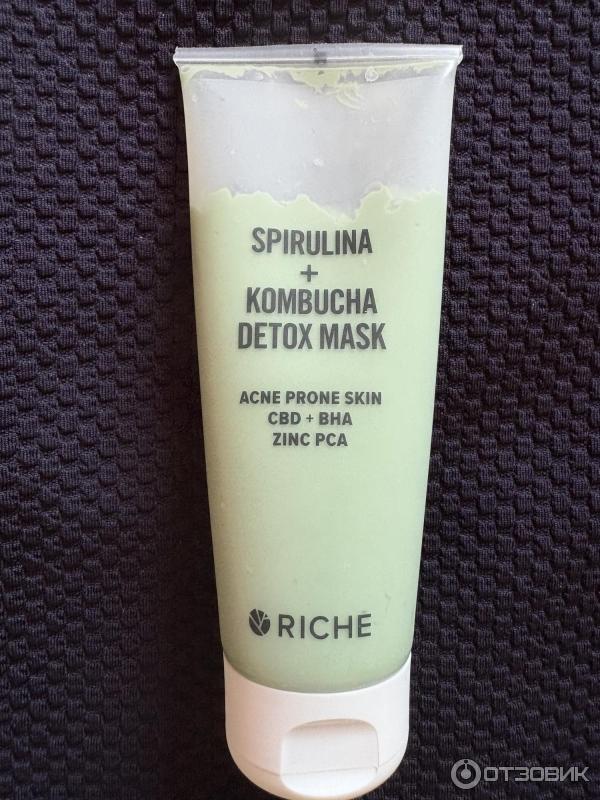 SPIRULINA
+
KOMBUCHA
DETOX MASK
ACNE PRONE SKIN
CBD + BHA
ZINC PCA
RICHE
ОТЗОВИК